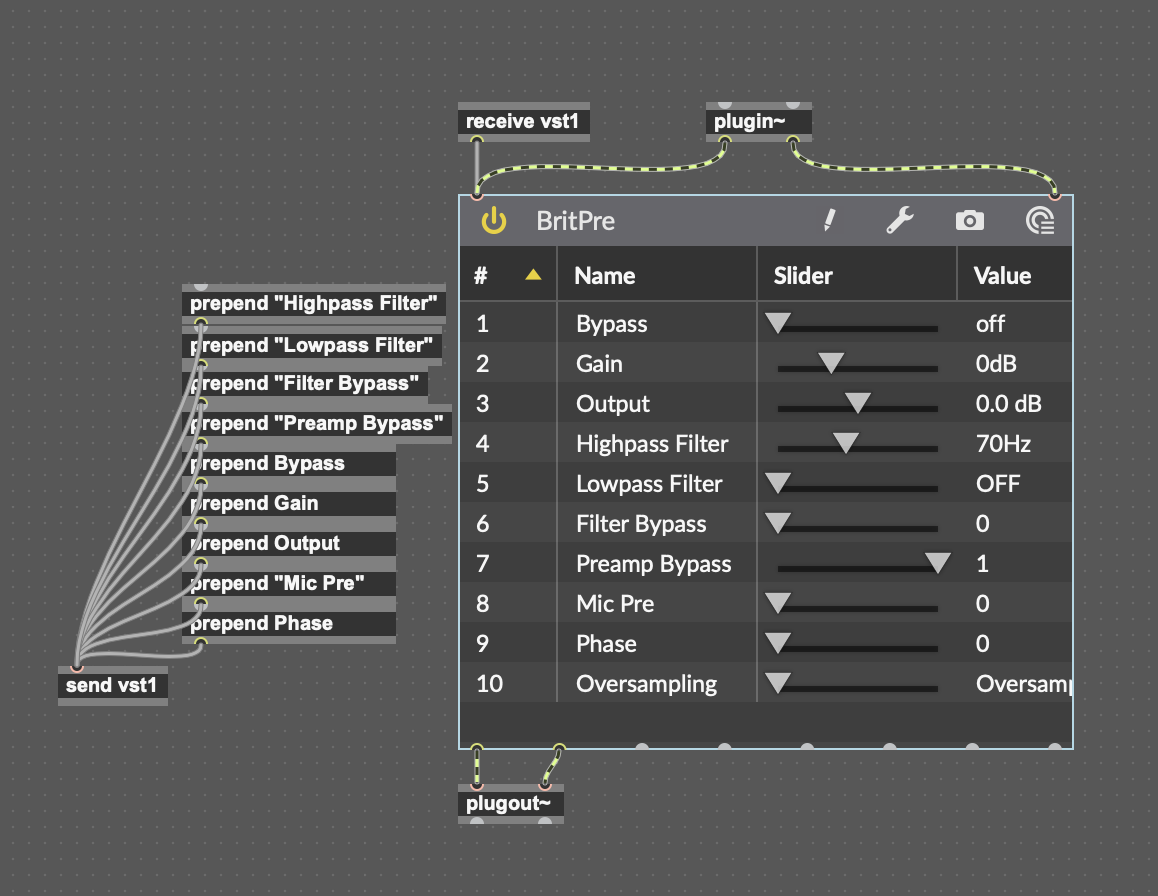 receive vst1
plugin~
BritPre
# Name Slider Value
1 Bypass off
2 Gain 0dB
3 Output 0.0 dB
4 Highpass Filter 70Hz
5 Lowpass Filter OFF
6 Filter Bypass 0
7 Preamp Bypass 1
8 Mic Pre 0
9 Phase 0
10 Oversampling Oversamp
prepend "Highpass Filter"
prepend "Lowpass Filter"
prepend "Filter Bypass"
prepend "Preamp Bypass"
prepend Bypass
prepend Gain
prepend Output
prepend "Mic Pre"
prepend Phase
send vst1
plugout~